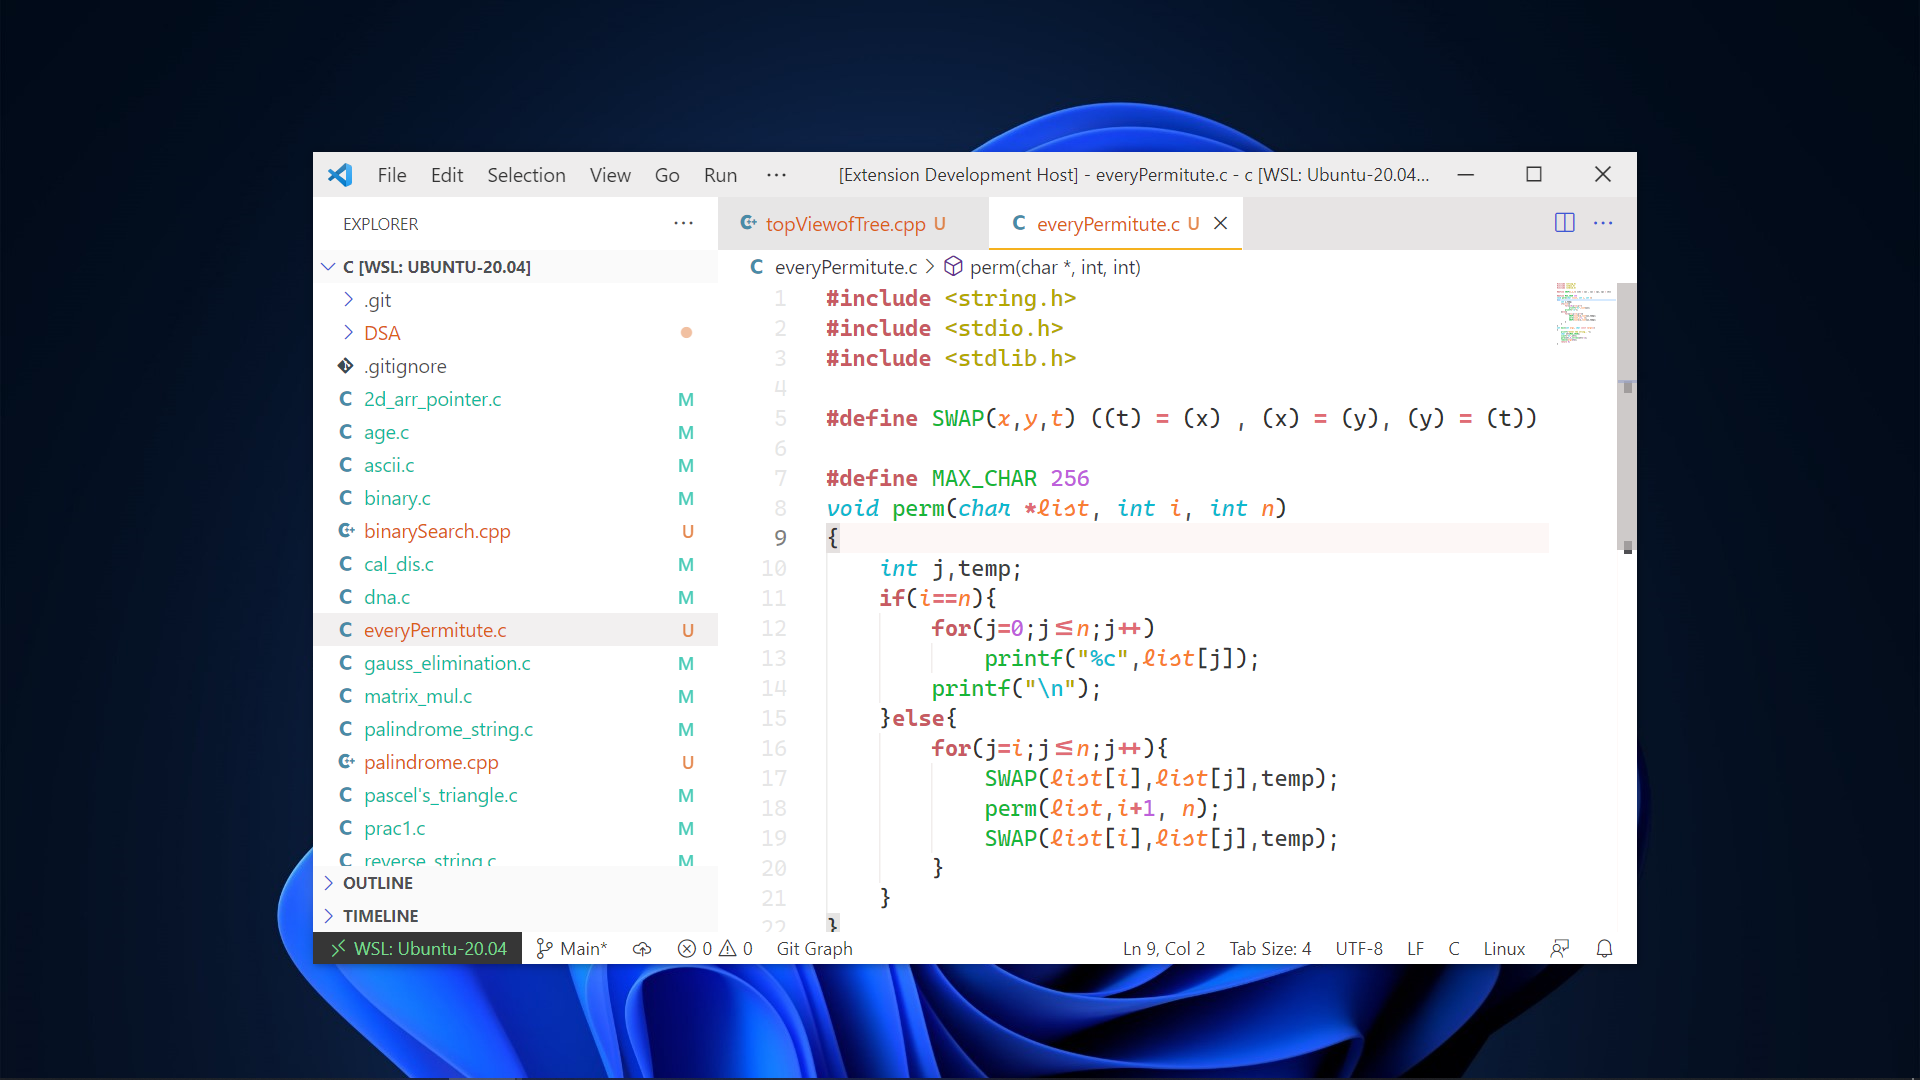 File Edit Selection View Go Run ··· [Extension Development Host] - everyPermitute.c - c [WSL: Ubuntu-20.04...
EXPLORER ···
C [WSL: UBUNTU-20.04]
.git
DSA
.gitignore
C 2d_arr_pointer.c M
C age.c M
C ascii.c M
C binary.c M
C+ binarySearch.cpp U
C cal_dis.c M
C dna.c M
C everyPermitute.c U
C gauss_elimination.c M
C matrix_mul.c M
C palindrome_string.c M
C+ palindrome.cpp U
C pascel's_triangle.c M
C prac1.c M
C reverse_string.c M
OUTLINE
TIMELINE
C+ topViewofTree.cpp U C everyPermitute.c U
C everyPermitute.c > perm(char *, int, int)
1 #include <string.h>
2 #include <stdio.h>
3 #include <stdlib.h>
4
5 #define SWAP(x,y,t) ((t) = (x) , (x) = (y), (y) = (t))
6
7 #define MAX_CHAR 256
8 void perm(char *list, int i, int n)
9 {
10 int j,temp;
11 if(i==n){
12 for(j=0;j<=n;j++)
13 printf("%c",list[j]);
14 printf("\n");
15 }else{
16 for(j=i;j<=n;j++){
17 SWAP(list[i],list[j],temp);
18 perm(list,i+1, n);
19 SWAP(list[i],list[j],temp);
20 }
21 }
22 }
WSL: Ubuntu-20.04 Main* 0 0 Git Graph Ln 9, Col 2 Tab Size: 4 UTF-8 LF C Linux